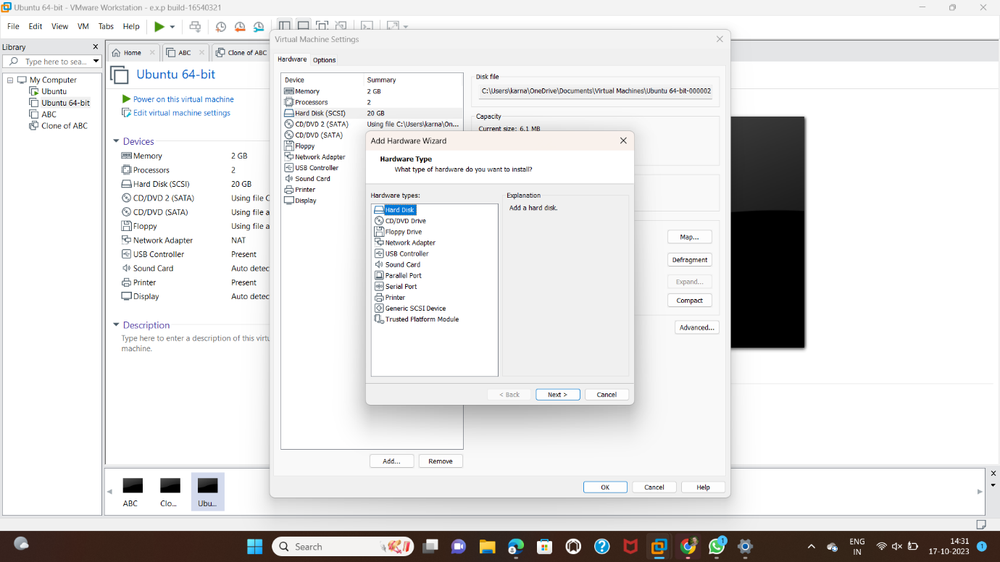 Ubuntu 64-bit - VMware Workstation - e.x.p build-16540321
File Edit View VM Tabs Help
Library
Type here to sea...
My Computer
Ubuntu
Ubuntu 64-bit
ABC
Clone of ABC
Home
ABC
Clone of ABC
Ubuntu 64-bit
Power on this virtual machine
Edit virtual machine settings
Devices
Memory 2 GB
Processors 2
Hard Disk (SCSI) 20 GB
CD/DVD 2 (SATA) Using file C
CD/DVD (SATA) Using file a
Floppy Using file a
Network Adapter NAT
USB Controller Present
Sound Card Auto detec
Printer Present
Display Auto detec
Description
Type here to enter a description of this virtu
machine.
Virtual Machine Settings
Hardware Options
Device Summary
Memory 2 GB
Processors 2
Hard Disk (SCSI) 20 GB
CD/DVD 2 (SATA) Using file C:\Users\karna\On...
CD/DVD (SATA)
Floppy
Network Adapter
USB Controller
Sound Card
Printer
Display
Disk file
C:\Users\karna\OneDrive\Documents\Virtual Machines\Ubuntu 64-bit-000002
Capacity
Current size: 6.1 MB
Map...
Defragment
Expand...
Compact
Advanced...
Add Hardware Wizard
Hardware Type
What type of hardware do you want to install?
Hardware types:
Hard Disk
CD/DVD Drive
Floppy Drive
Network Adapter
USB Controller
Sound Card
Parallel Port
Serial Port
Printer
Generic SCSI Device
Trusted Platform Module
Explanation
Add a hard disk.
< Back Next > Cancel
Add... Remove
OK Cancel Help
ABC Clo... Ubu...
Search
1
ENG
IN
14:31
17-10-2023
1